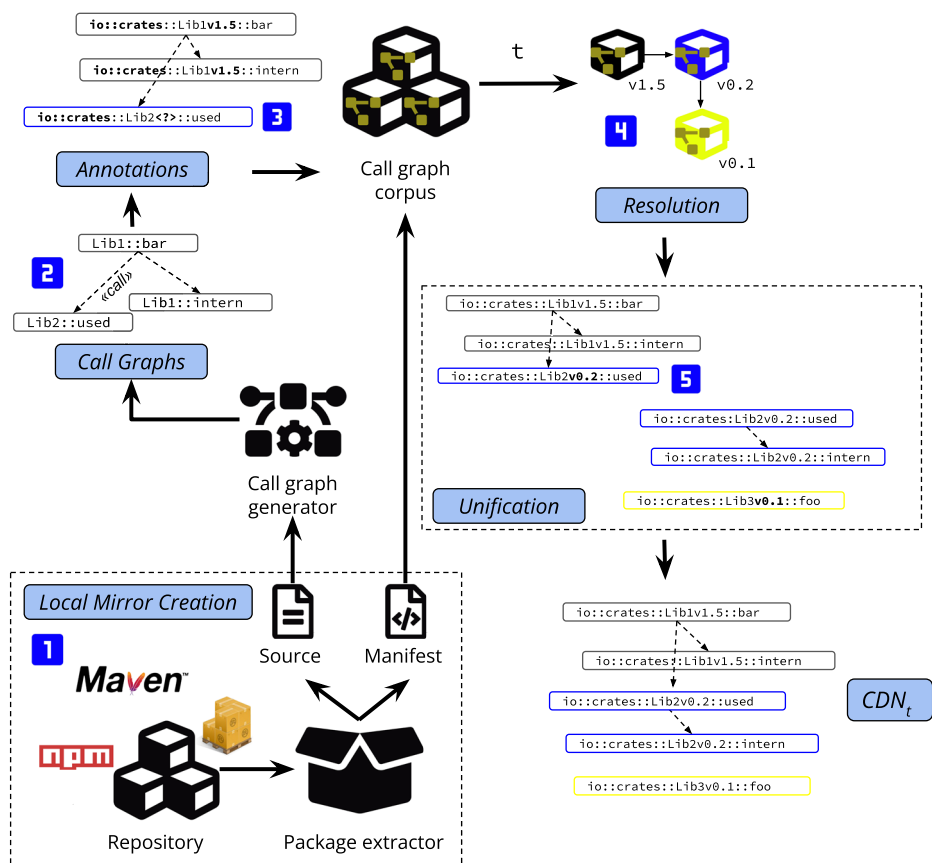 io::crates::Lib1v1.5::bar
io::crates::Lib1v1.5::intern
io::crates::Lib2<?>::used
3
Annotations
Call graph
corpus
t
v1.5
v0.2
v0.1
4
Resolution
2
Lib1::bar
«call»
Lib1::intern
Lib2::used
Call Graphs
Call graph
generator
io::crates::Lib1v1.5::bar
io::crates::Lib1v1.5::intern
io::crates::Lib2v0.2::used
5
io::crates:Lib2v0.2::used
io::crates::Lib2v0.2::intern
io::crates::Lib3v0.1::foo
Unification
Local Mirror Creation
1
Source
Manifest
Maven™
npm
Repository
Package extractor
io::crates::Lib1v1.5::bar
io::crates::Lib1v1.5::intern
io::crates::Lib2v0.2::used
io::crates::Lib2v0.2::intern
io::crates::Lib3v0.1::foo
CDNt